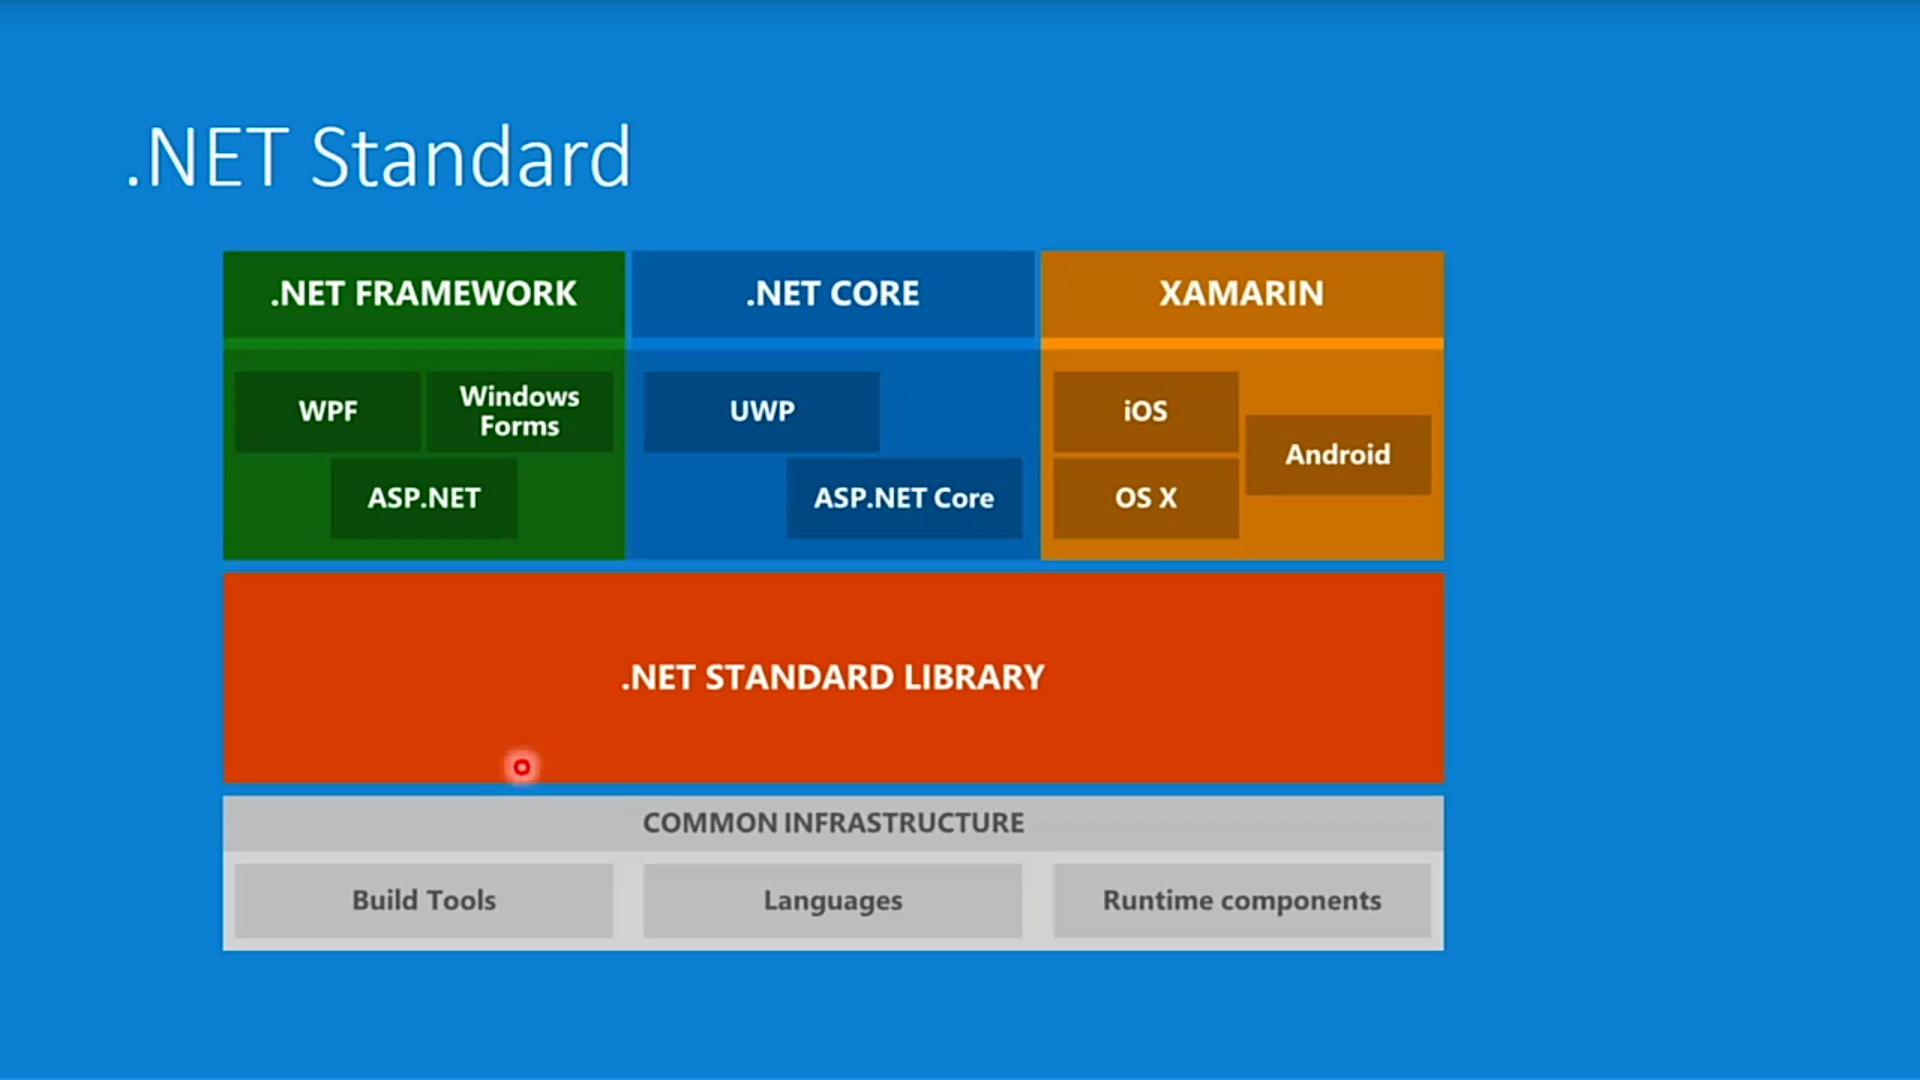 .NET Standard
.NET FRAMEWORK
WPF
Windows
Forms
ASP.NET
.NET CORE
UWP
ASP.NET Core
XAMARIN
iOS
Android
OS X
.NET STANDARD LIBRARY
COMMON INFRASTRUCTURE
Build Tools
Languages
Runtime components